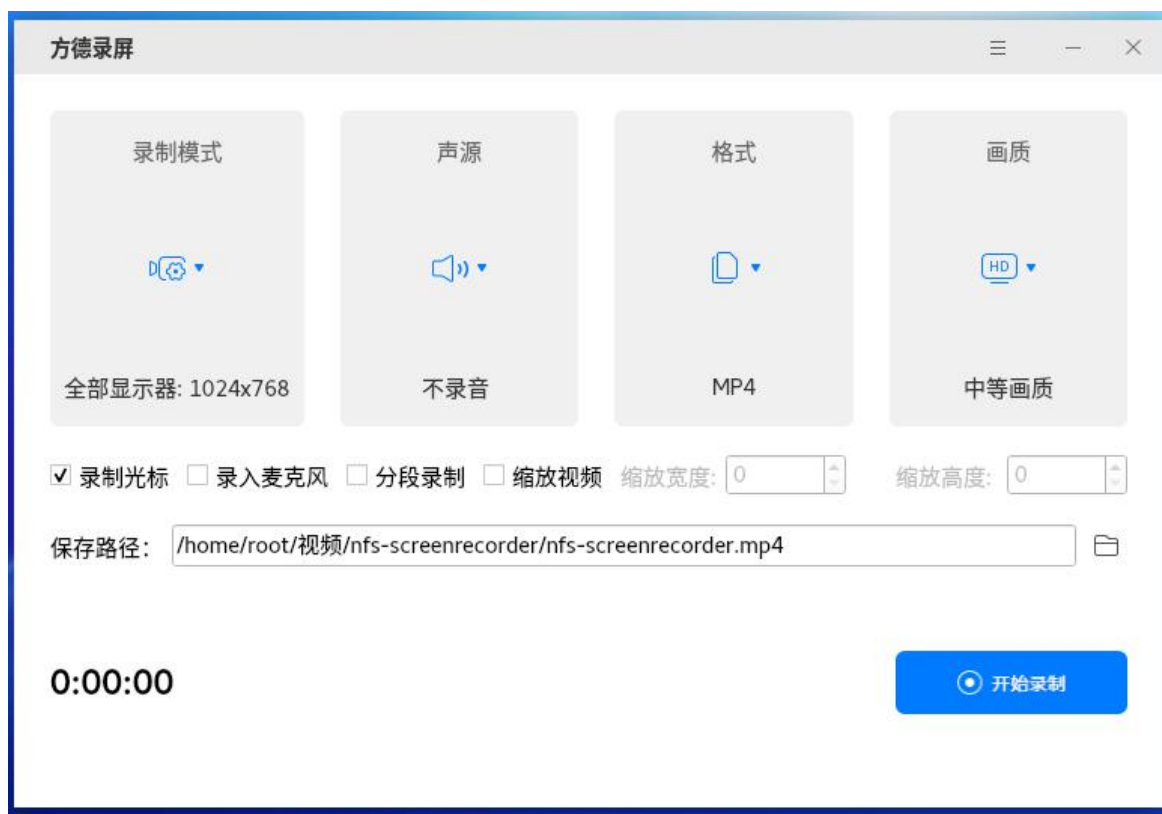 方德录屏
录制模式 声源 格式 画质
HD
全部显示器: 1024x768 不录音 MP4 中等画质
录制光标 录入麦克风 分段录制 缩放视频 缩放宽度: 0 缩放高度: 0
保存路径: /home/root/视频/nfs-screenrecorder/nfs-screenrecorder.mp4
0:00:00 开始录制